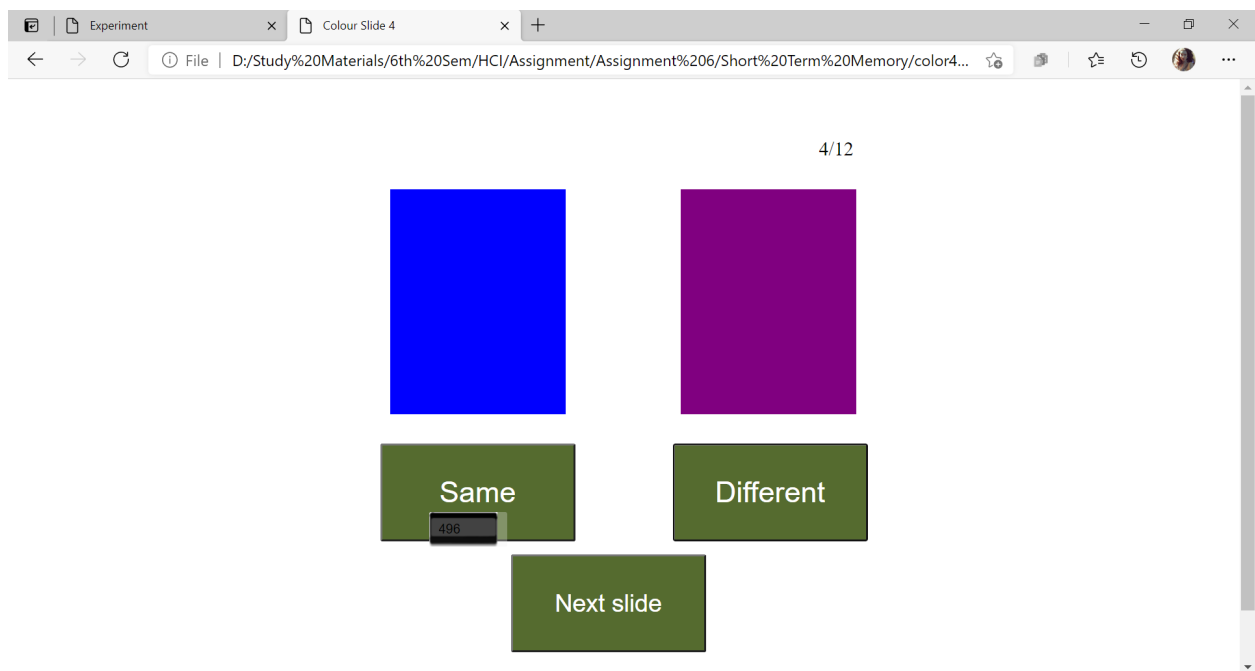 Experiment
Colour Slide 4
File | D:/Study%20Materials/6th%20Sem/HCI/Assignment/Assignment%206/Short%20Term%20Memory/color4...
4/12
Same
Different
496
Next slide